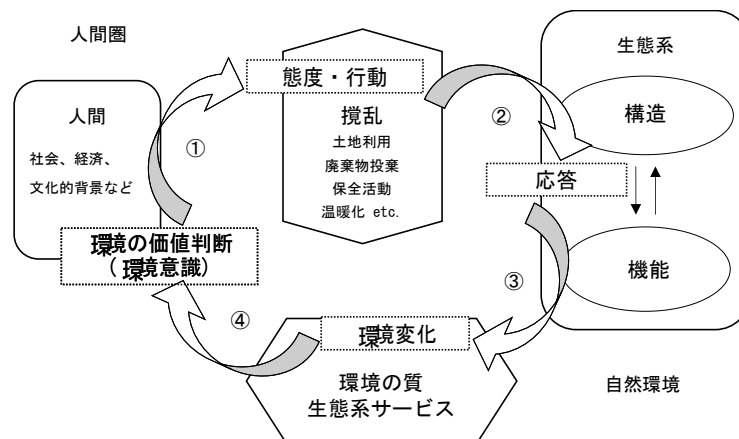 人間圏
人間
社会、経済、
文化的背景など
環境の価値判断
(環境意識)
①
態度・行動
撹乱
土地利用
廃棄物投棄
保全活動
温暖化 etc.
②
生態系
構造
応答
機能
③
自然環境
④
環境変化
環境の質
生態系サービス